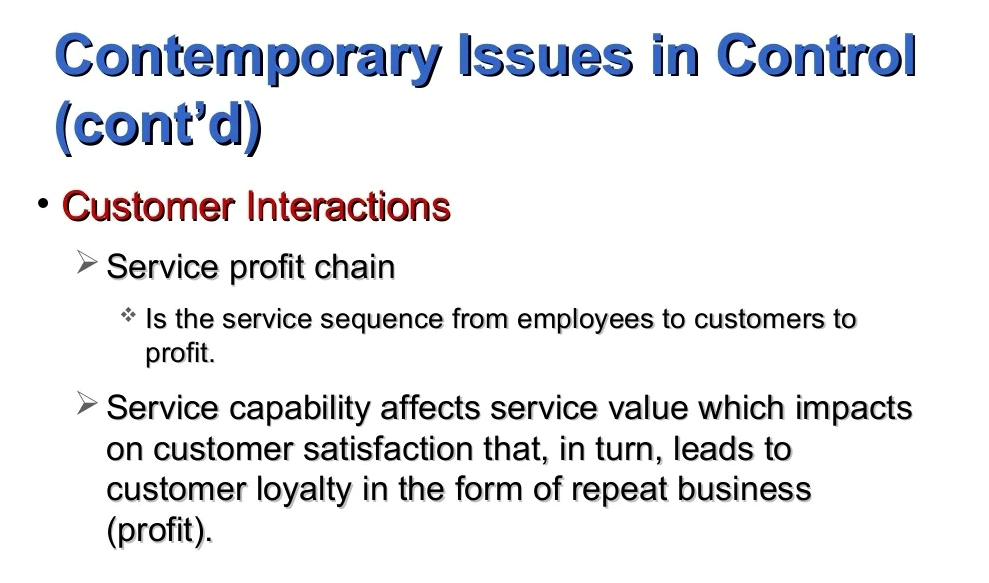 Contemporary Issues in Control
(cont’d)
• Customer Interactions
➢ Service profit chain
❖ Is the service sequence from employees to customers to
profit.
➢ Service capability affects service value which impacts
on customer satisfaction that, in turn, leads to
customer loyalty in the form of repeat business
(profit).